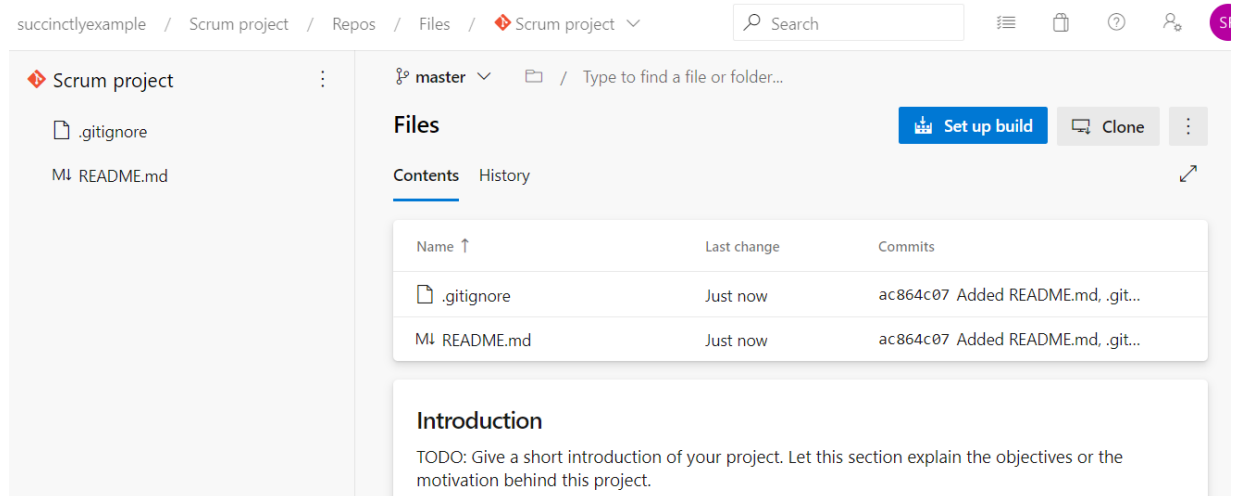 succinctlyexample / Scrum project / Repos / Files / Scrum project
Search
Scrum project
.gitignore
README.md
master / Type to find a file or folder...
Files
Set up build
Clone
Contents History
Name ↑ Last change Commits
.gitignore Just now ac864c07 Added README.md, .git...
README.md Just now ac864c07 Added README.md, .git...
Introduction
TODO: Give a short introduction of your project. Let this section explain the objectives or the
motivation behind this project.